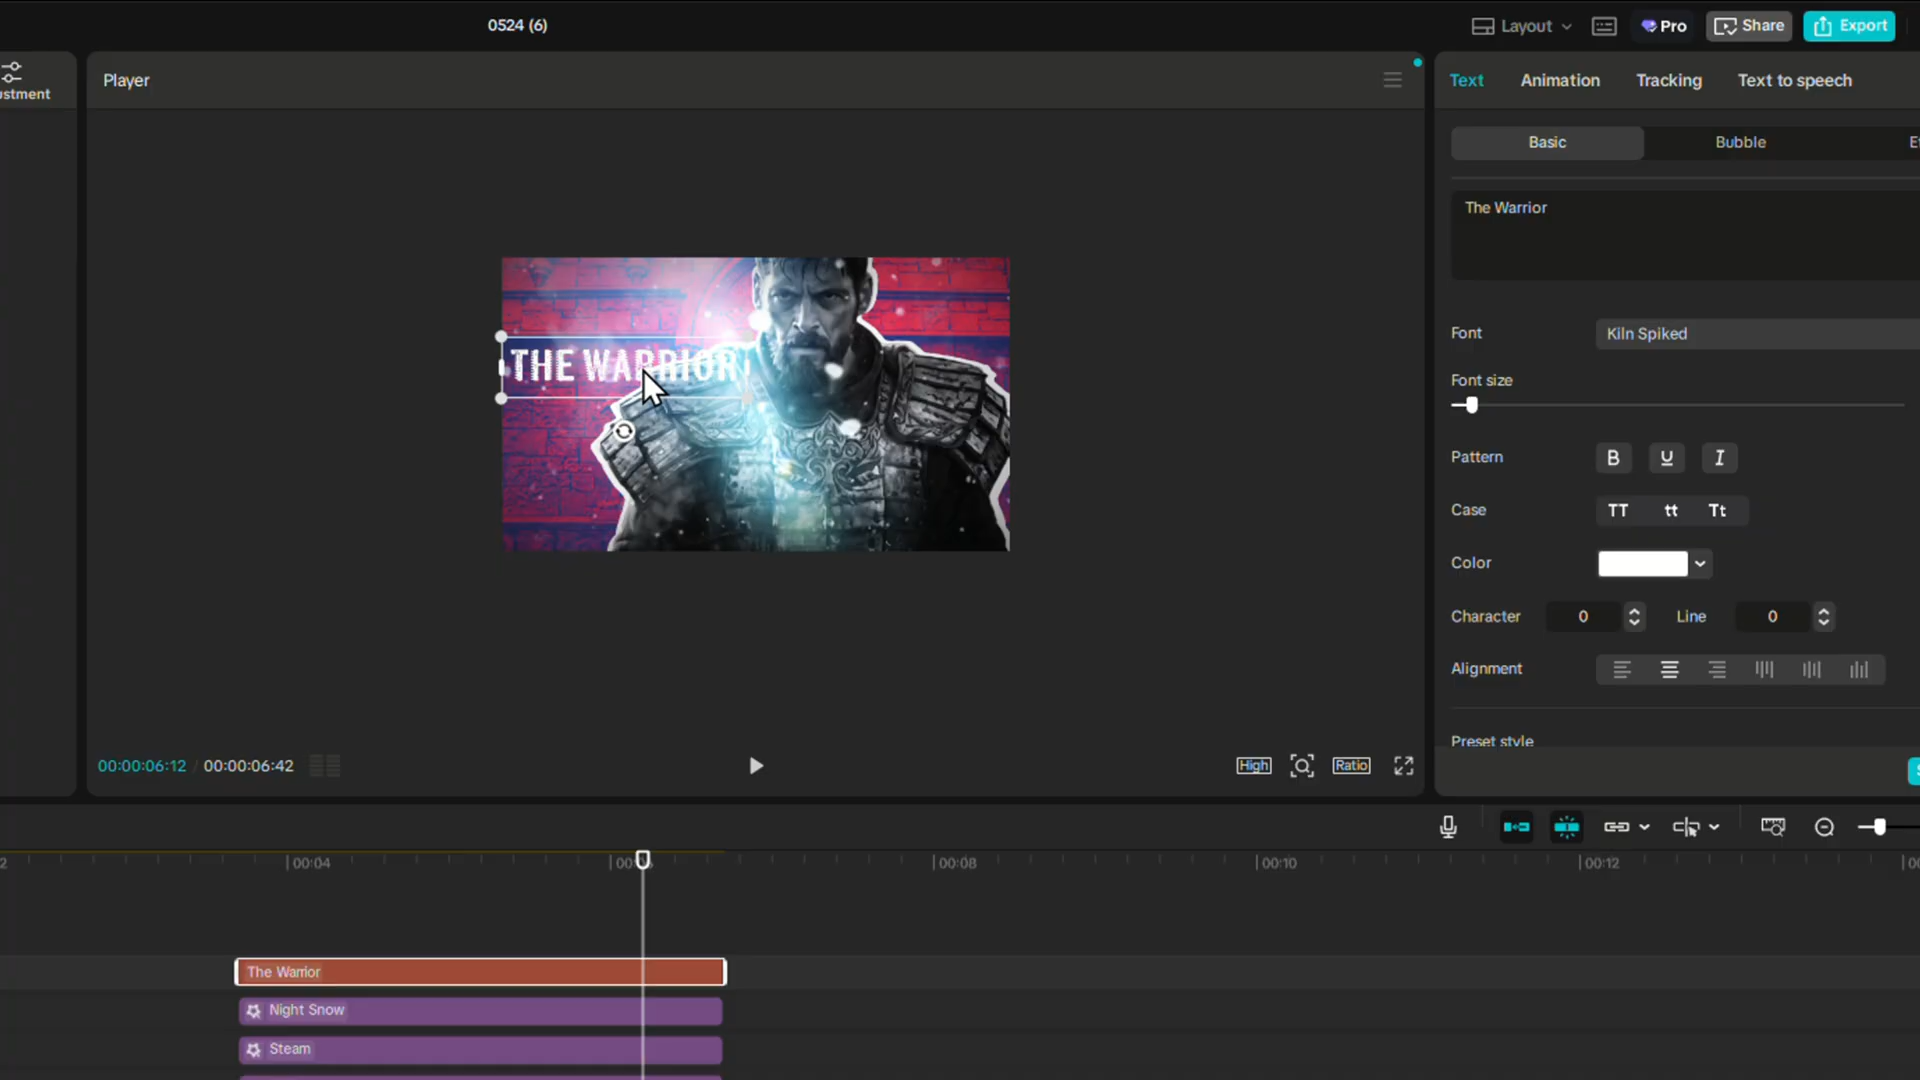 0524 (6)
Layout
Pro
Share
Export
ustment
Player
Text
Animation
Tracking
Text to speech
Basic
Bubble
The Warrior
THE WARRIOR
Font
Kiln Spiked
Font size
Pattern
B
U
I
Case
TT
tt
Tt
Color
Character
0
Line
0
Alignment
Preset style
00:00:06:12 / 00:00:06:42
High
Ratio
00:04
00:08
00:10
00:12
The Warrior
Night Snow
Steam